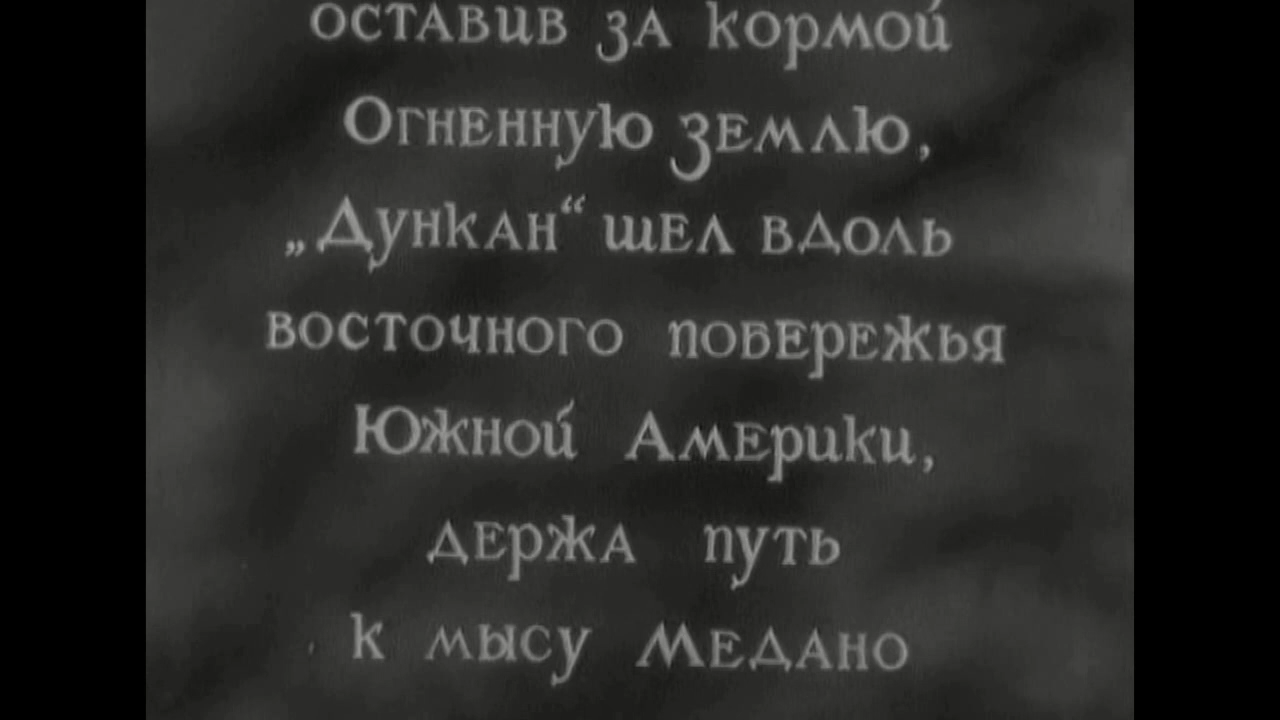 оставив за кормой
Огненную землю,
„Дункан“ шел вдоль
восточного побережья
Южной Америки,
держа путь
к мысу Медано